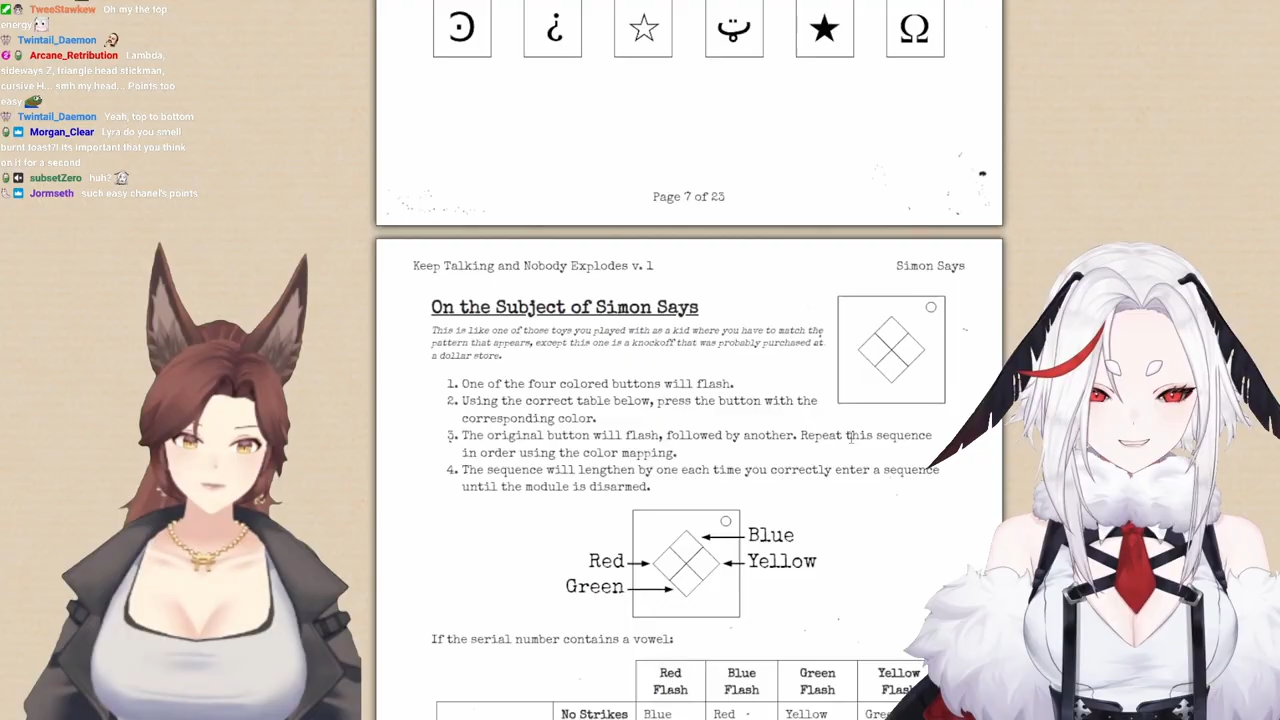 TweeStawkew Oh my the top
energy
Twintail_Daemon
Arcane_Retribution Lambda,
sideways Z, triangle head stickman,
cursive H... smh my head... Points too
easy
Twintail_Daemon Yeah, top to bottom
Morgan_Clear Lyra do you smell
burnt toast?! Its important that you think
on it for a second
subsetZero huh?
Jormseth such easy chanel's points
Ͽ ¿ ☆ ټ ★ Ω
Page 7 of 23
Keep Talking and Nobody Explodes v. 1
Simon Says
On the Subject of Simon Says
This is like one of those toys you played with as a kid where you have to match the
pattern that appears, except this one is a knockoff that was probably purchased at
a dollar store.
1. One of the four colored buttons will flash.
2. Using the correct table below, press the button with the
corresponding color.
3. The original button will flash, followed by another. Repeat this sequence
in order using the color mapping.
4. The sequence will lengthen by one each time you correctly enter a sequence
until the module is disarmed.
Blue
Red
Yellow
Green
If the serial number contains a vowel:
Red Flash
Blue Flash
Green Flash
Yellow Flash
No Strikes Blue Red Yellow